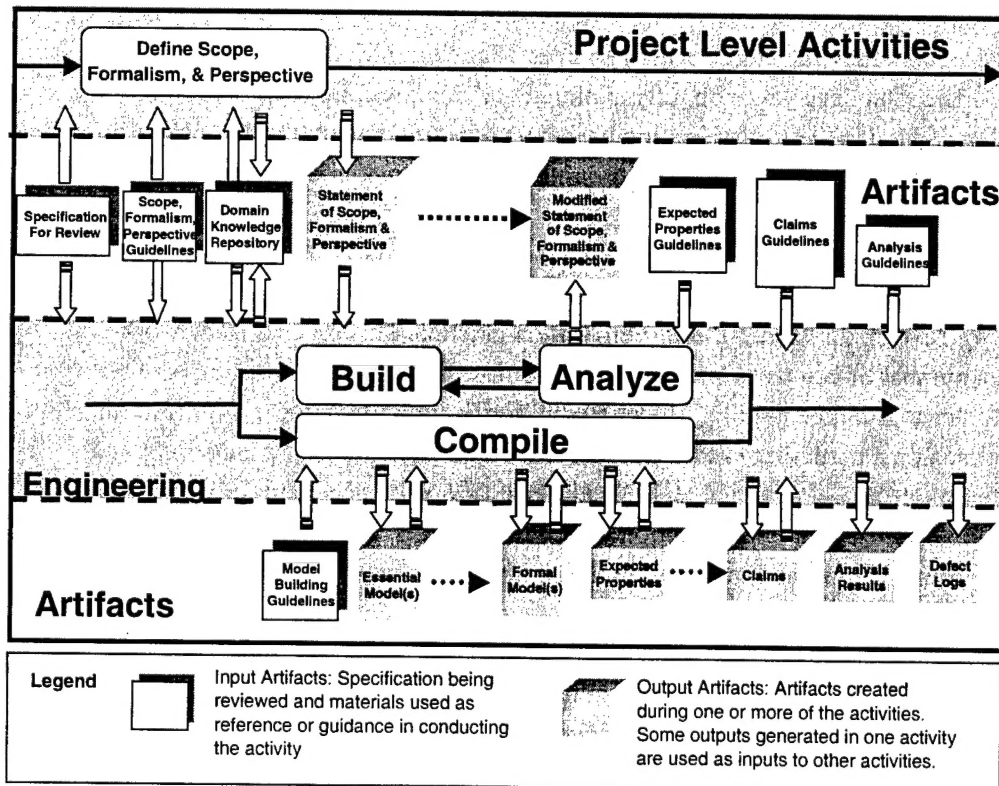 Define Scope,
Formalism, & Perspective
Project Level Activities
Specification
For Review
Scope,
Formalism,
Perspective
Guidelines
Domain
Knowledge
Repository
Statement
of Scope,
Formalism &
Perspective
Modified
Statement
of Scope,
Formalism &
Perspective
Expected
Properties
Guidelines
Claims
Guidelines
Artifacts
Analysis
Guidelines
Build
Analyze
Compile
Engineering
Artifacts
Model
Building
Guidelines
Essential
Model(s)
Formal
Model(s)
Expected
Properties
Claims
Analysis
Results
Defect
Logs
Legend
Input Artifacts: Specification being
reviewed and materials used as
reference or guidance in conducting
the activity
Output Artifacts: Artifacts created
during one or more of the activities.
Some outputs generated in one activity
are used as inputs to other activities.